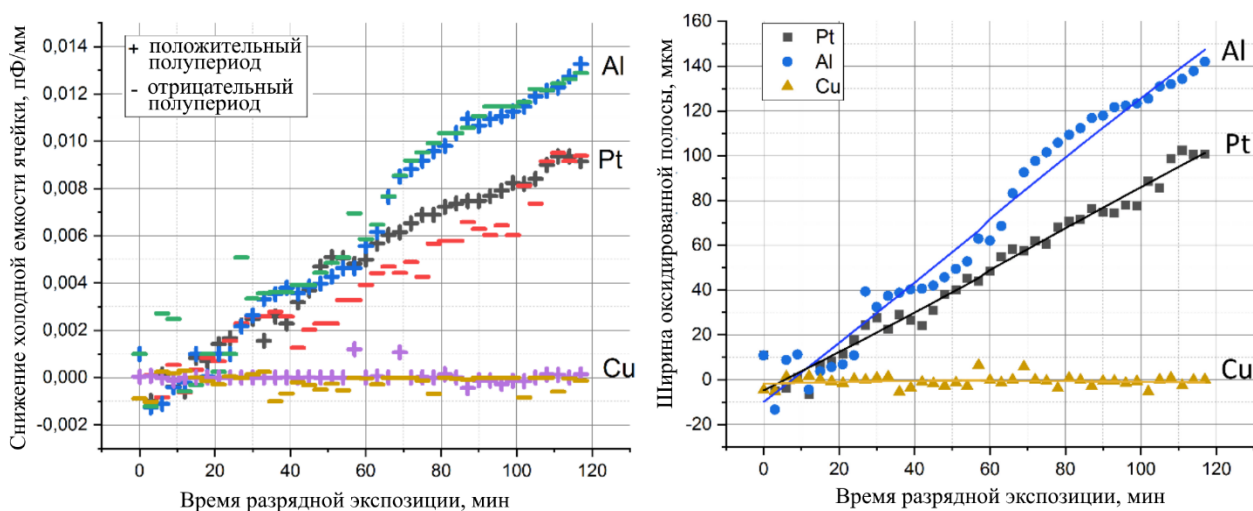 Снижение холодной емкости ячейки, пФ/мм
0,014
0,012
0,010
0,008
0,006
0,004
0,002
0,000
-0,002
+ положительный
полупериод
- отрицательный
полупериод
Al
Pt
Cu
0 20 40 60 80 100 120
Время разрядной экспозиции, мин
Ширина оксидированной полосы, мкм
160
140
120
100
80
60
40
20
0
-20
Pt
Al
Cu
Al
Pt
Cu
0 20 40 60 80 100 120
Время разрядной экспозиции, мин